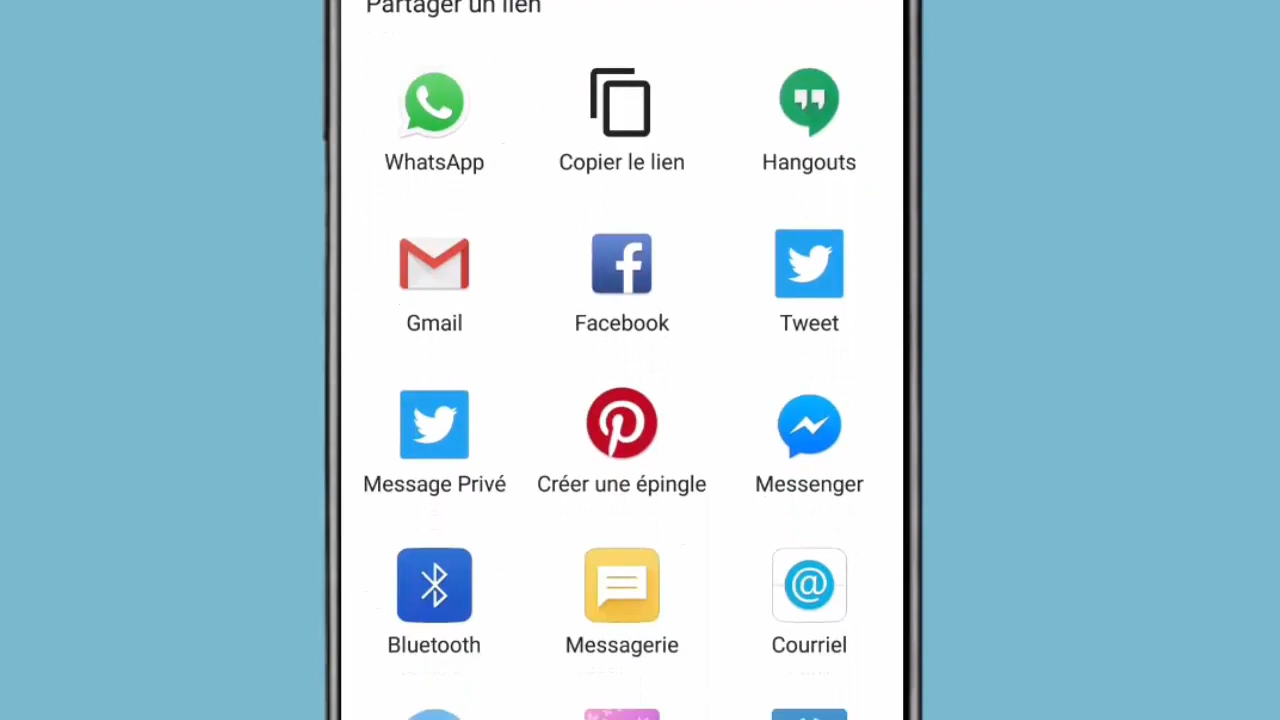 Partager un lien
WhatsApp
Copier le lien
Hangouts
Gmail
Facebook
Tweet
Message Privé
Créer une épingle
Messenger
Bluetooth
Messagerie
Courriel